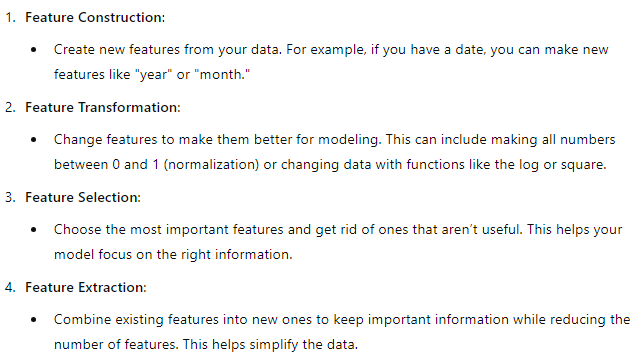 1. Feature Construction:
• Create new features from your data. For example, if you have a date, you can make new
features like "year" or "month."
2. Feature Transformation:
• Change features to make them better for modeling. This can include making all numbers
between 0 and 1 (normalization) or changing data with functions like the log or square.
3. Feature Selection:
• Choose the most important features and get rid of ones that aren't useful. This helps your
model focus on the right information.
4. Feature Extraction:
• Combine existing features into new ones to keep important information while reducing the
number of features. This helps simplify the data.